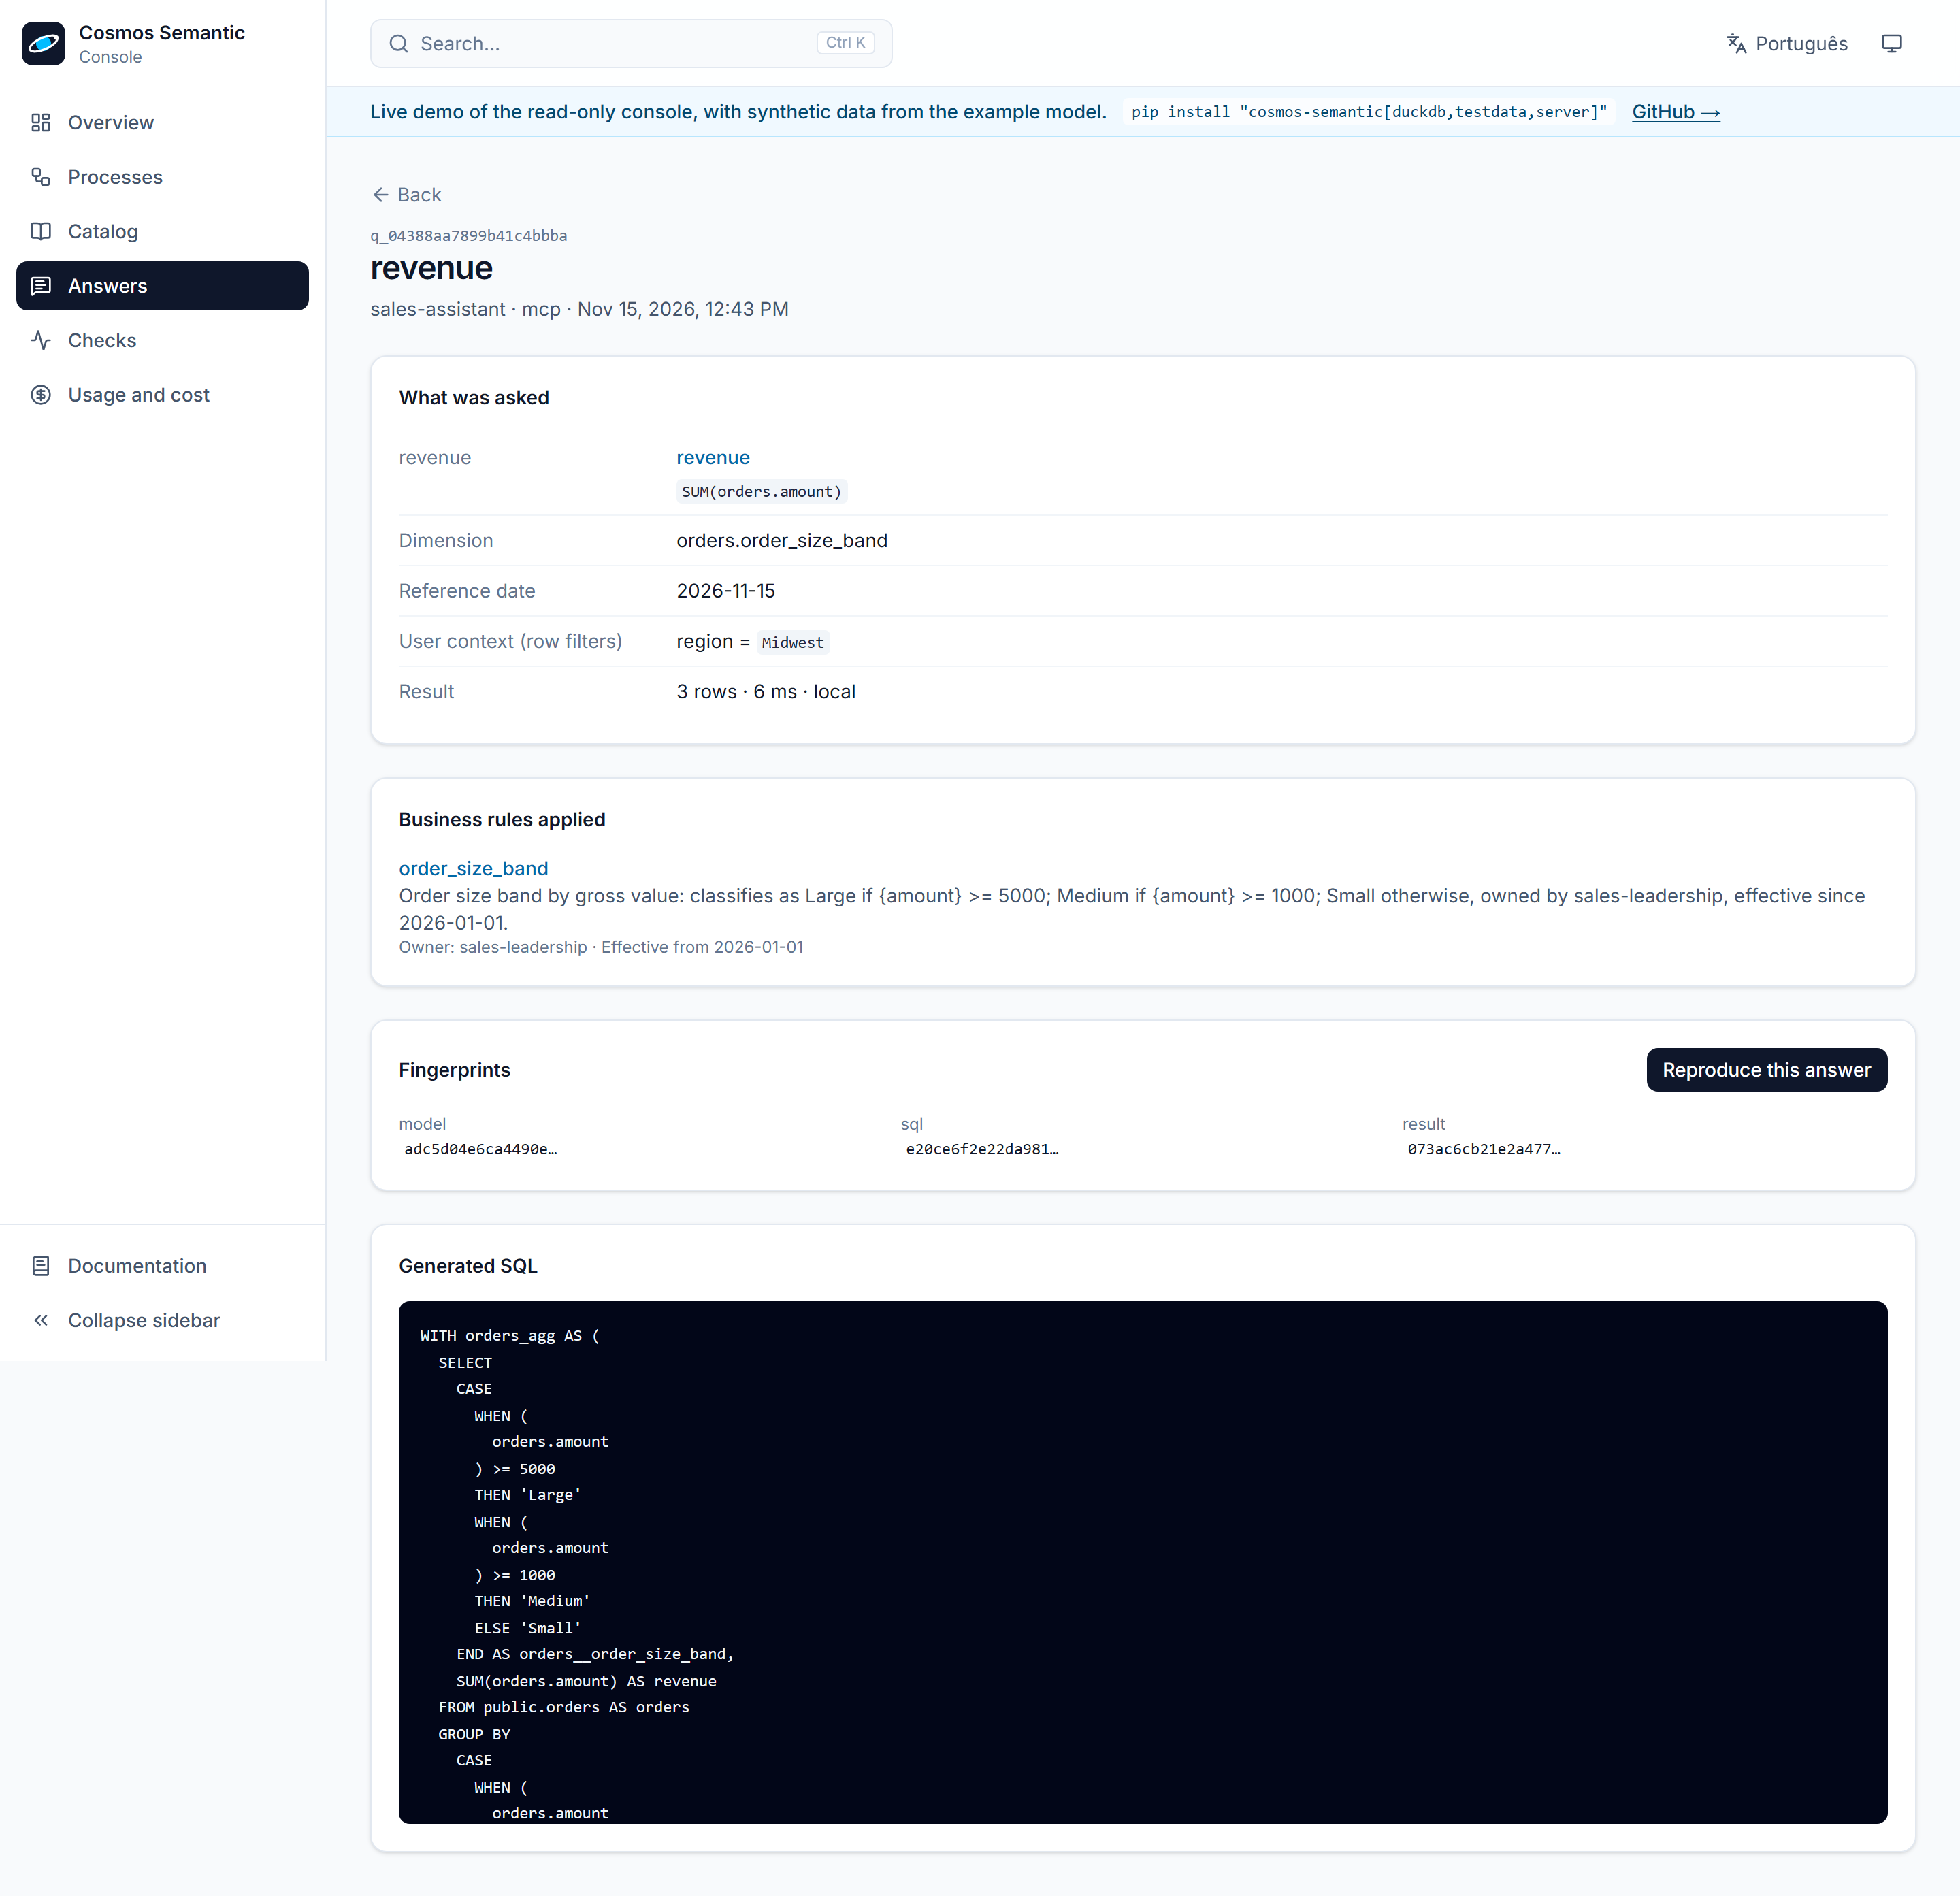 Cosmos Semantic
Console
Search...
Ctrl K
Português
Overview
Processes
Catalog
Answers
Checks
Usage and cost
Documentation
Collapse sidebar
Live demo of the read-only console, with synthetic data from the example model. pip install "cosmos-semantic[duckdb,testdata,server]" GitHub →
← Back
q_04388aa7899b41c4bbba
revenue
sales-assistant · mcp · Nov 15, 2026, 12:43 PM
What was asked
revenue revenue
SUM(orders.amount)
Dimension orders.order_size_band
Reference date 2026-11-15
User context (row filters) region = Midwest
Result 3 rows · 6 ms · local
Business rules applied
order_size_band
Order size band by gross value: classifies as Large if {amount} >= 5000; Medium if {amount} >= 1000; Small otherwise, owned by sales-leadership, effective since
2026-01-01.
Owner: sales-leadership · Effective from 2026-01-01
Fingerprints
Reproduce this answer
model sql result
adc5d04e6ca4490e… e20ce6f2e22da981… 073ac6cb21e2a477…
Generated SQL
WITH orders_agg AS (
SELECT
CASE
WHEN (
orders.amount
) >= 5000
THEN 'Large'
WHEN (
orders.amount
) >= 1000
THEN 'Medium'
ELSE 'Small'
END AS orders__order_size_band,
SUM(orders.amount) AS revenue
FROM public.orders AS orders
GROUP BY
CASE
WHEN (
orders.amount